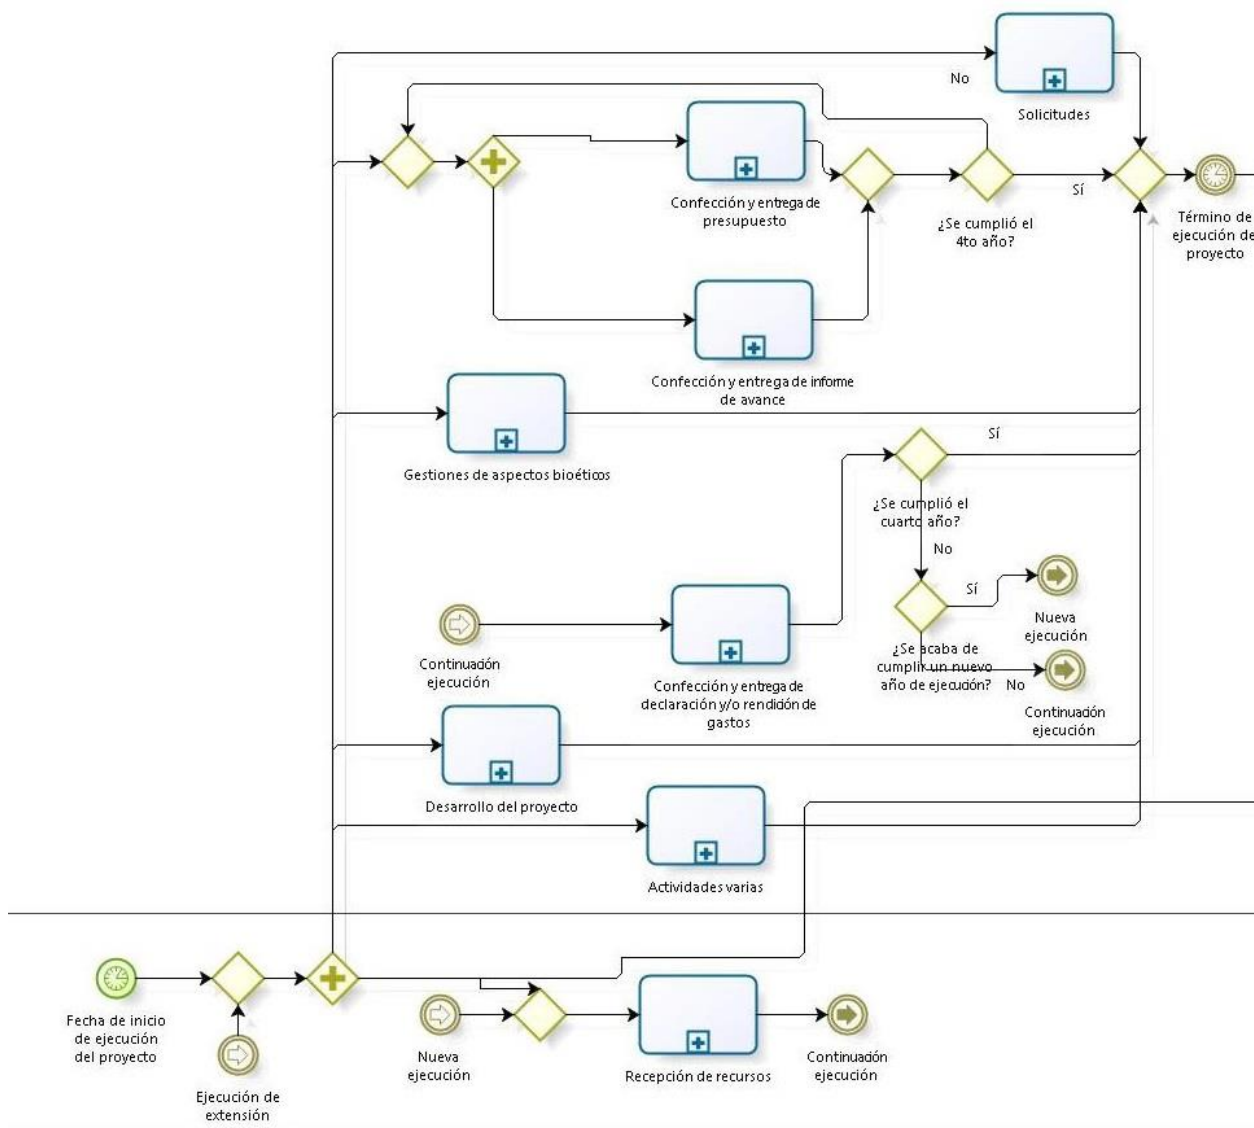 No
Solicitudes
Confección y entrega de
presupuesto
¿Se cumplió el
4to año?
Sí
Término de
ejecución de
proyecto
Confección y entrega de informe
de avance
Gestiones de aspectos bioéticos
Sí
¿Se cumplió el
cuarto año?
No
Sí
Nueva
ejecución
Continuación
ejecución
¿Se acaba de
cumplir un nuevo
año de ejecución?
No
Continuación
ejecución
Confección y entrega de
declaración y/o rendición de
gastos
Desarrollo del proyecto
Actividades varias
Fecha de inicio
de ejecución
del proyecto
Ejecución de
extensión
Nueva
ejecución
Recepción de recursos
Continuación
ejecución